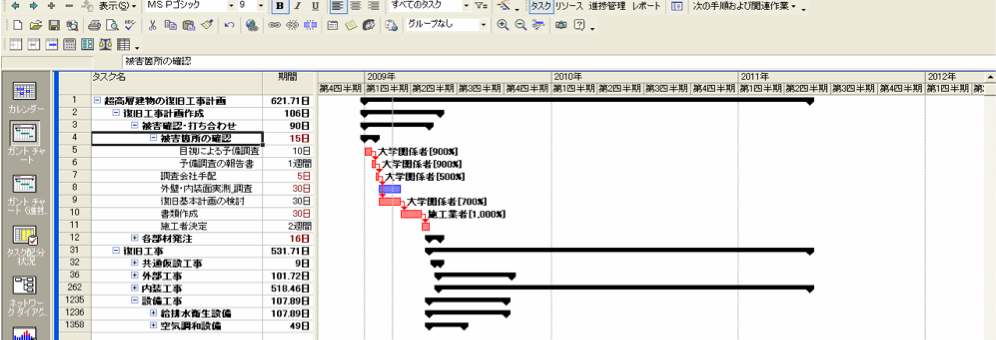 表示(S) MS Pゴシック 9 B I U すべてのタスク タスク リソース 進捗管理 レポート 次の手順および関連作業
グループなし
被害箇所の確認
タスク名 期間 2009年 2010年 2011年 2012年
第4四半期 第1四半期 第2四半期 第3四半期 第4四半期 第1四半期 第2四半期 第3四半期 第4四半期 第1四半期 第2四半期 第3四半期 第4四半期 第1四半期 第2
カレンダー
ガント チャート
ガント チャート (進捗..
タスク配分状況
ネットワーク ダイアグ..
1 超高層建物の復旧工事計画 621.71日
2 復旧工事計画作成 106日
3 被害確認・打ち合わせ 90日
4 被害箇所の確認 15日
5 目視による予備調査 10日 大学関係者[900%]
6 予備調査の報告書 1週間 大学関係者[900%]
7 調査会社手配 5日 大学関係者[500%]
8 外壁・内装面実測,調査 30日
9 復旧基本計画の検討 30日 大学関係者[700%]
10 書類作成 30日 施工業者[1,000%]
11 施工者決定 2週間
12 各部材発注 16日
31 復旧工事 531.71日
32 共通仮設工事 9日
36 外部工事 101.72日
262 内装工事 518.46日
1235 設備工事 107.89日
1236 給排水衛生設備 107.89日
1358 空気調和設備 49日